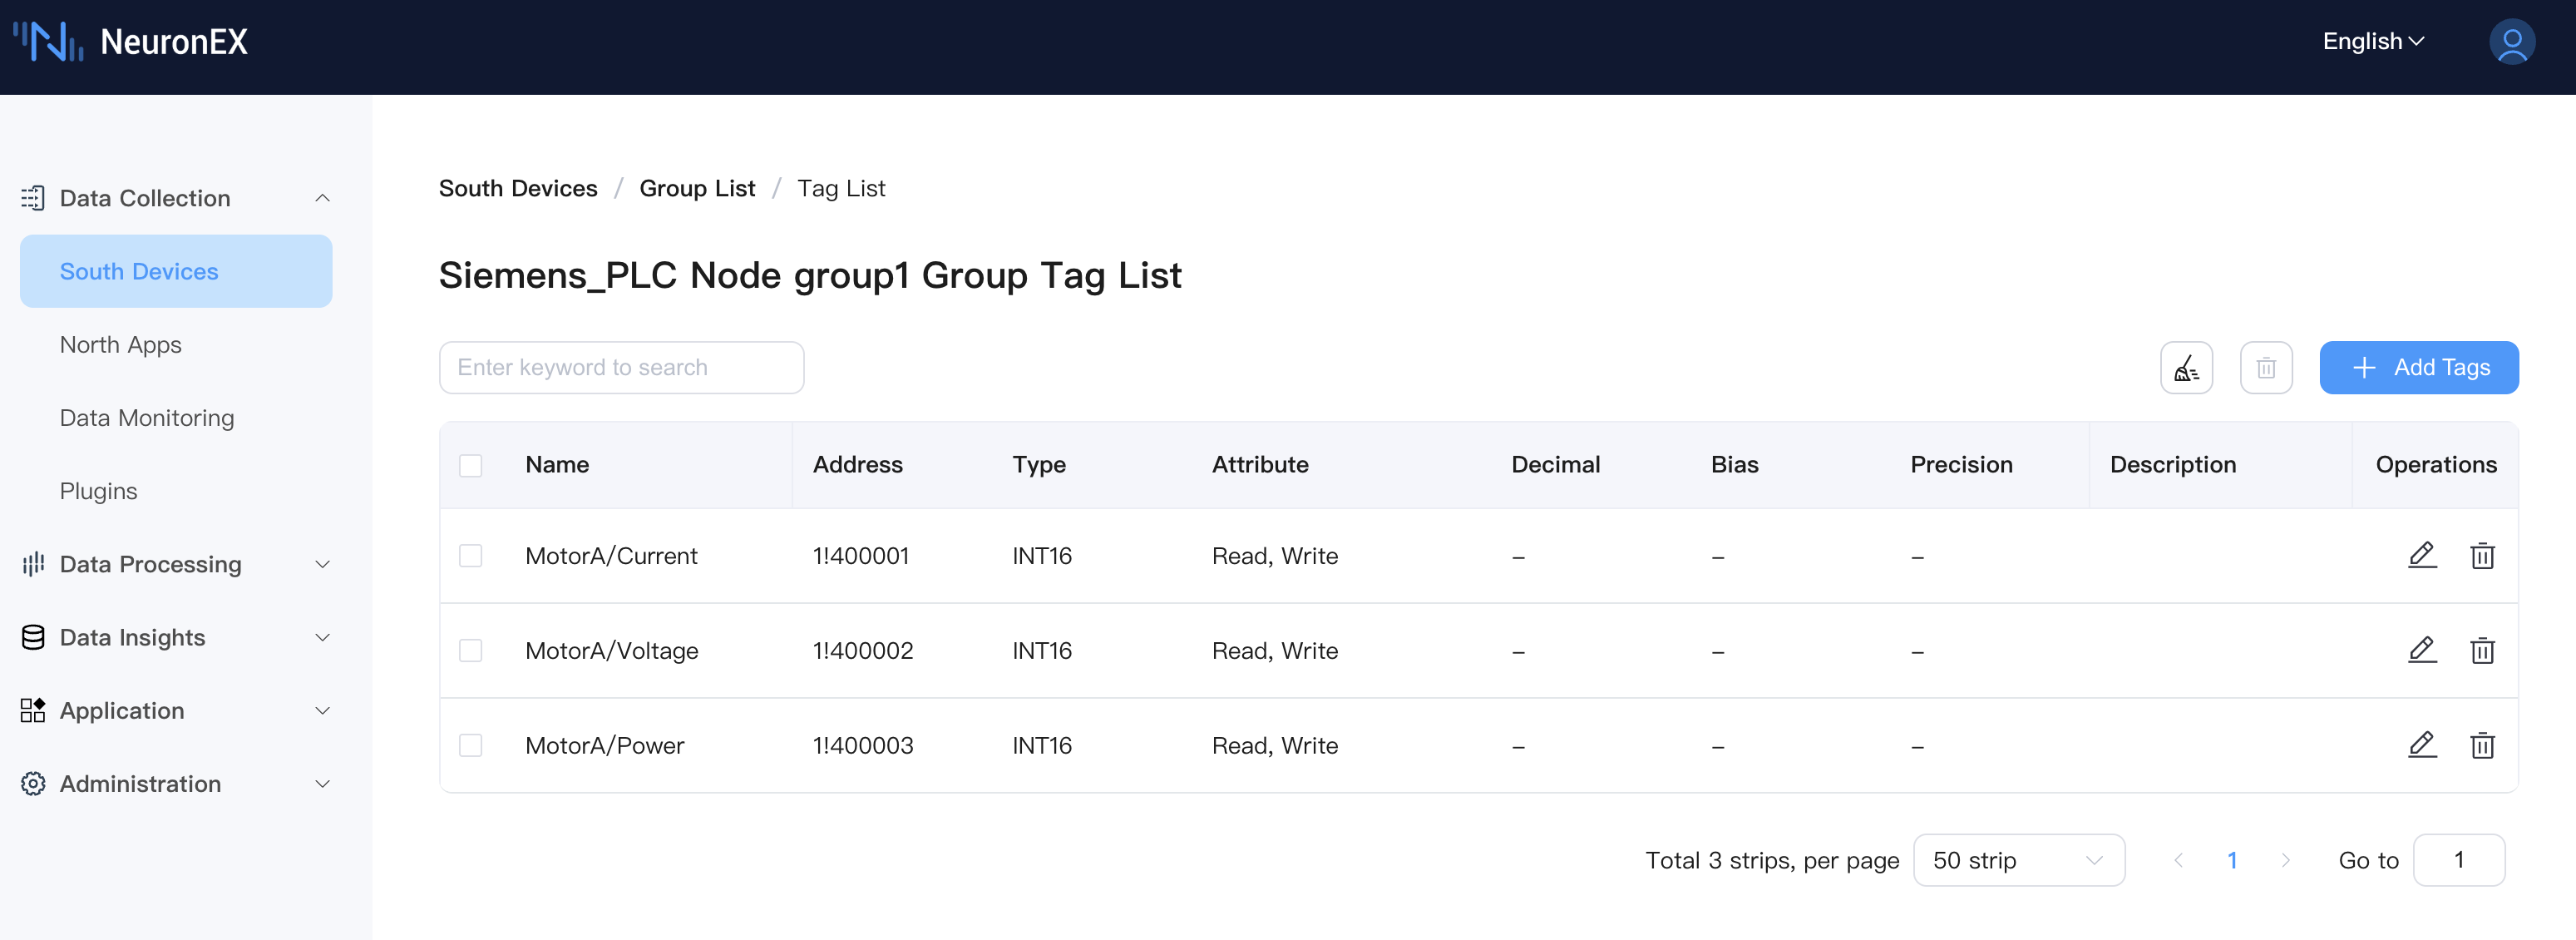 NeuronEX
English
Data Collection
South Devices
North Apps
Data Monitoring
Plugins
Data Processing
Data Insights
Application
Administration
South Devices / Group List / Tag List
Siemens_PLC Node group1 Group Tag List
Enter keyword to search
Add Tags
Name Address Type Attribute Decimal Bias Precision Description Operations
MotorA/Current 1!400001 INT16 Read, Write – – –
MotorA/Voltage 1!400002 INT16 Read, Write – – –
MotorA/Power 1!400003 INT16 Read, Write – – –
Total 3 strips, per page 50 strip 1 Go to 1